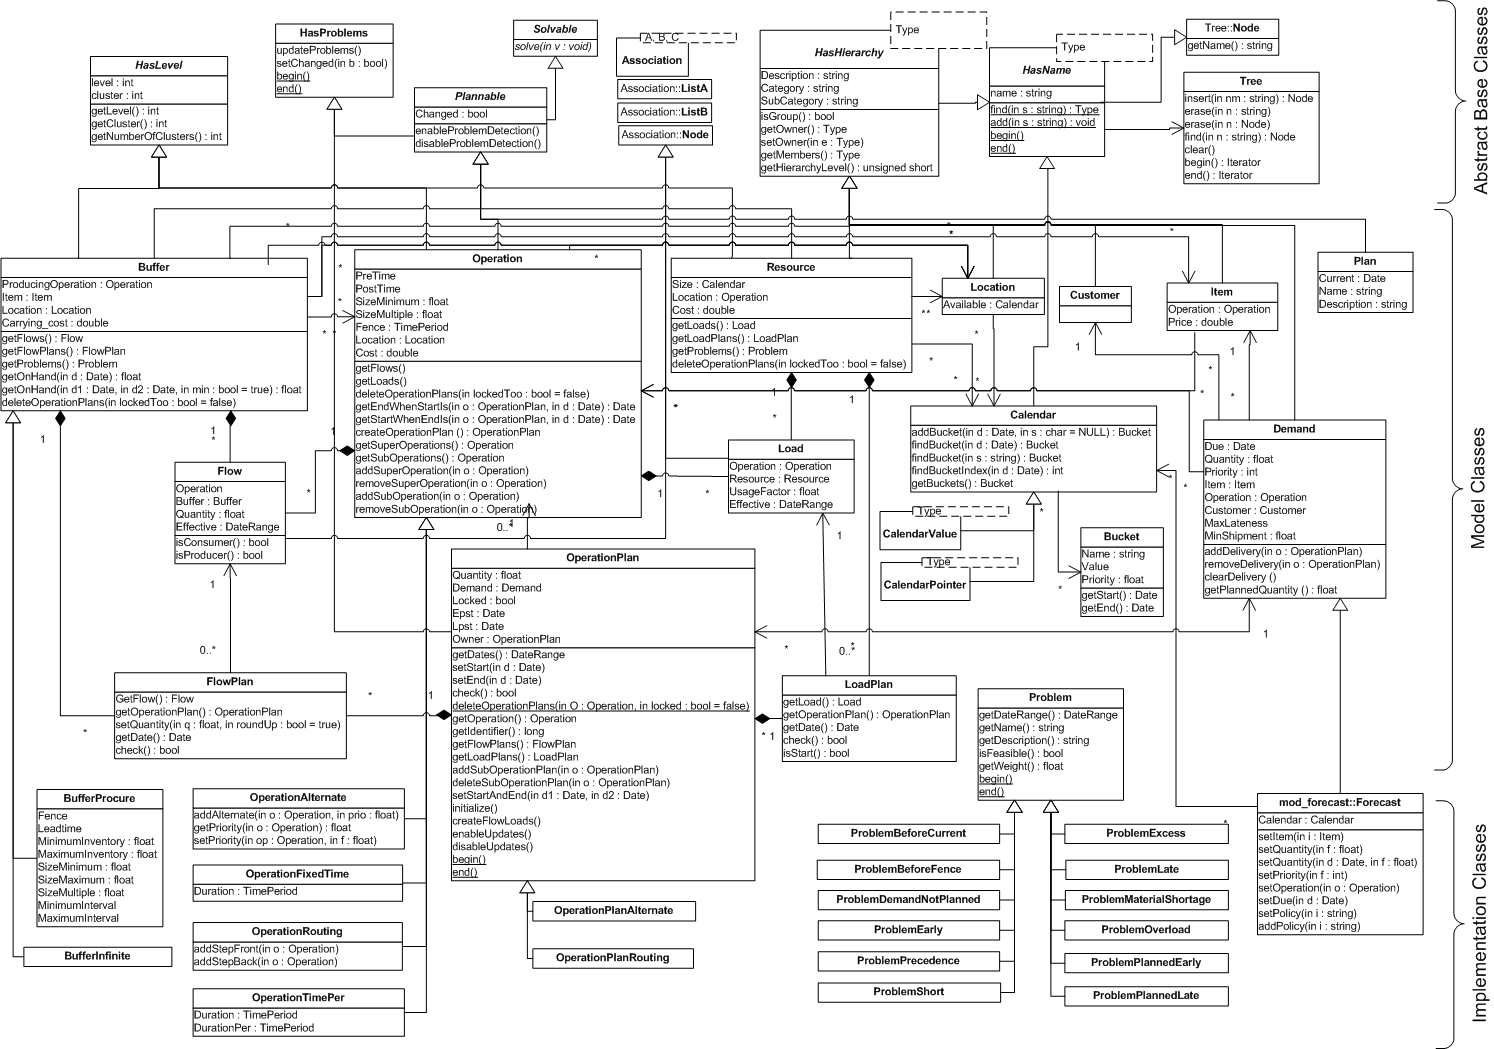 HasLevel
level : int
cluster : int
getLevel() : int
getCluster() : int
getNumberOfClusters() : int
HasProblems
updateProblems()
setChanged(in b : bool)
begin()
end()
Solvable
solve(in v : void)
Plannable
Changed : bool
enableProblemDetection()
disableProblemDetection()
A, B, C
Association
Association::ListA
Association::ListB
Association::Node
Type
HasHierarchy
Description : string
Category : string
SubCategory : string
isGroup() : bool
getOwner() : Type
setOwner(in e : Type)
getMembers() : Type
getHierarchyLevel() : unsigned short
Type
HasName
name : string
find(in s : string) : Type
add(in s : string) : void
begin()
end()
Tree::Node
getName() : string
Tree
insert(in nm : string) : Node
erase(in n : string)
erase(in n : Node)
find(in n : string) : Node
clear()
begin() : Iterator
end() : Iterator
Abstract Base Classes
Buffer
ProducingOperation : Operation
Item : Item
Location : Location
Carrying_cost : double
getFlows() : Flow
getFlowPlans() : FlowPlan
getProblems() : Problem
getOnHand(in d : Date) : float
getOnHand(in d1 : Date, in d2 : Date, in min : bool = true) : float
deleteOperationPlans(in lockedToo : bool = false)
Operation
PreTime
PostTime
SizeMinimum : float
SizeMultiple : float
Fence : TimePeriod
Location : Location
Cost : double
getFlows()
getLoads()
deleteOperationPlans(in lockedToo : bool = false)
getEndWhenStartIs(in o : OperationPlan, in d : Date) : Date
getStartWhenEndIs(in o : OperationPlan, in d : Date) : Date
createOperationPlan () : OperationPlan
getSuperOperations() : Operation
getSubOperations() : Operation
addSuperOperation(in o : Operation)
removeSuperOperation(in o : Operation)
addSubOperation(in o : Operation)
removeSubOperation(in o : Operation)
Resource
Size : Calendar
Location : Operation
Cost : double
getLoads() : Load
getLoadPlans() : LoadPlan
getProblems() : Problem
deleteOperationPlans(in lockedToo : bool = false)
Location
Available : Calendar
Customer
Item
Operation : Operation
Price : double
Plan
Current : Date
Name : string
Description : string
Flow
Operation
Buffer : Buffer
Quantity : float
Effective : DateRange
isConsumer() : bool
isProducer() : bool
Load
Operation : Operation
Resource : Resource
UsageFactor : float
Effective : DateRange
Calendar
addBucket(in d : Date, in s : char = NULL) : Bucket
findBucket(in d : Date) : Bucket
findBucket(in s : string) : Bucket
findBucketIndex(in d : Date) : int
getBuckets() : Bucket
Type
CalendarValue
Type
CalendarPointer
Bucket
Name : string
Value
Priority : float
getStart() : Date
getEnd() : Date
Demand
Due : Date
Quantity : float
Priority : int
Item : Item
Operation : Operation
Customer : Customer
MaxLateness
MinShipment : float
addDelivery(in o : OperationPlan)
removeDelivery(in o : OperationPlan)
clearDelivery ()
getPlannedQuantity () : float
Model Classes
OperationPlan
Quantity : float
Demand : Demand
Locked : bool
Epst : Date
Lpst : Date
Owner : OperationPlan
getDates() : DateRange
setStart(in d : Date)
setEnd(in d : Date)
check() : bool
deleteOperationPlans(in O : Operation, in locked : bool = false)
getOperation() : Operation
getIdentifier() : long
getFlowPlans() : FlowPlan
getLoadPlans() : LoadPlan
addSubOperationPlan(in o : OperationPlan)
deleteSubOperationPlan(in o : OperationPlan)
setStartAndEnd(in d1 : Date, in d2 : Date)
initialize()
createFlowLoads()
enableUpdates()
disableUpdates()
begin()
end()
FlowPlan
GetFlow() : Flow
getOperationPlan() : OperationPlan
setQuantity(in q : float, in roundUp : bool = true)
getDate() : Date
check() : bool
LoadPlan
getLoad() : Load
getOperationPlan() : OperationPlan
getDate() : Date
check() : bool
isStart() : bool
Problem
getDateRange() : DateRange
getName() : string
getDescription() : string
isFeasible() : bool
getWeight() : float
begin()
end()
BufferProcure
Fence
Leadtime
MinimumInventory : float
MaximumInventory : float
SizeMinimum : float
SizeMaximum : float
SizeMultiple : float
MinimumInterval
MaximumInterval
BufferInfinite
OperationAlternate
addAlternate(in o : Operation, in prio : float)
getPriority(in o : Operation) : float
setPriority(in op : Operation, in f : float)
OperationFixedTime
Duration : TimePeriod
OperationRouting
addStepFront(in o : Operation)
addStepBack(in o : Operation)
OperationTimePer
Duration : TimePeriod
DurationPer : TimePeriod
OperationPlanAlternate
OperationPlanRouting
ProblemBeforeCurrent
ProblemBeforeFence
ProblemDemandNotPlanned
ProblemEarly
ProblemPrecedence
ProblemShort
ProblemExcess
ProblemLate
ProblemMaterialShortage
ProblemOverload
ProblemPlannedEarly
ProblemPlannedLate
mod_forecast::Forecast
Calendar : Calendar
setItem(in i : Item)
setQuantity(in f : float)
setQuantity(in d : Date, in f : float)
setPriority(in f : int)
setOperation(in o : Operation)
setDue(in d : Date)
setPolicy(in i : string)
addPolicy(in i : string)
Implementation Classes